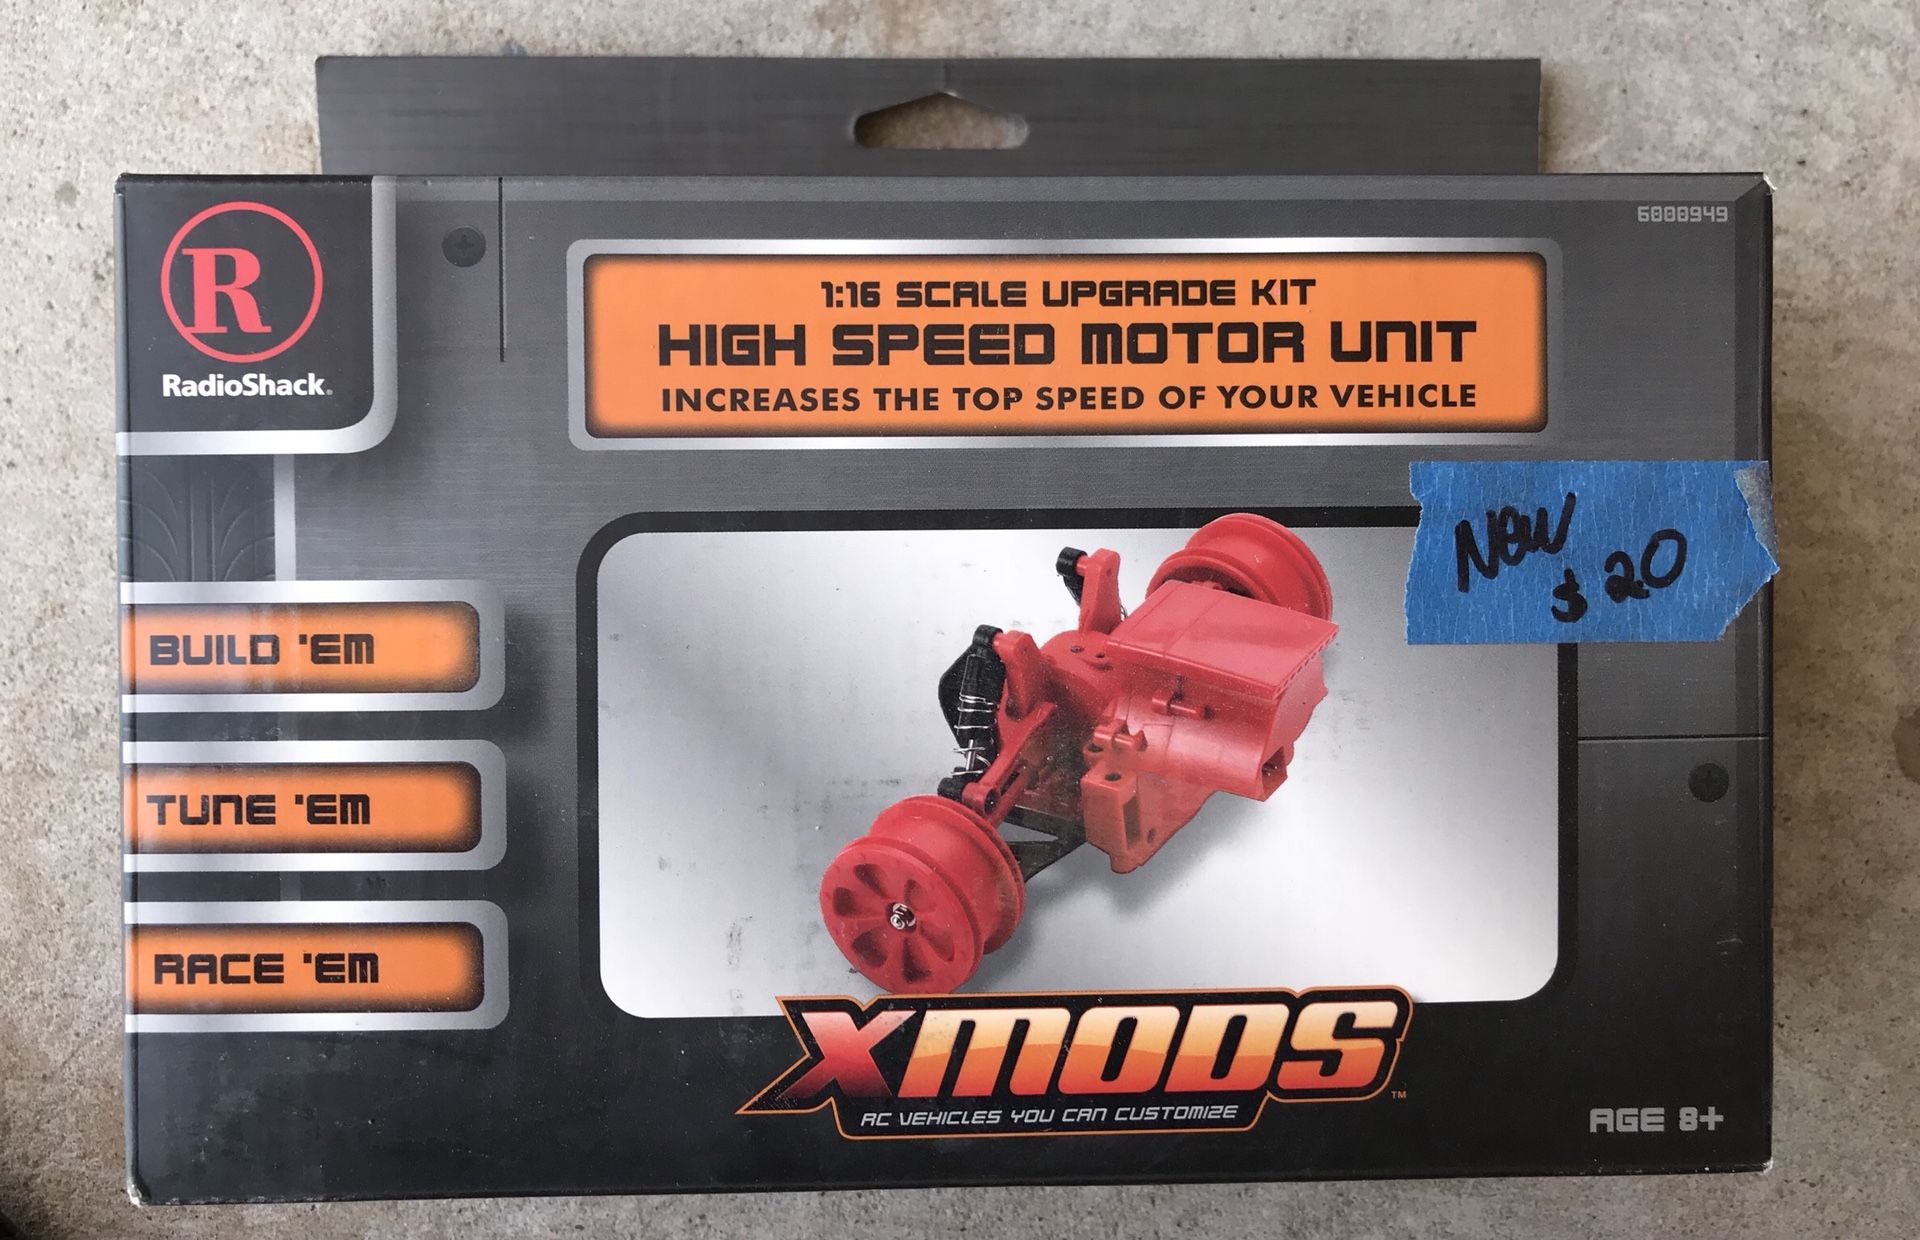 6000949
R
RadioShack.
1:16 SCALE UPGRADE KIT
HIGH SPEED MOTOR UNIT
INCREASES THE TOP SPEED OF YOUR VEHICLE
New
$20
BUILD 'EM
TUNE 'EM
RACE 'EM
XMODS™
RC VEHICLES YOU CAN CUSTOMIZE
AGE 8+